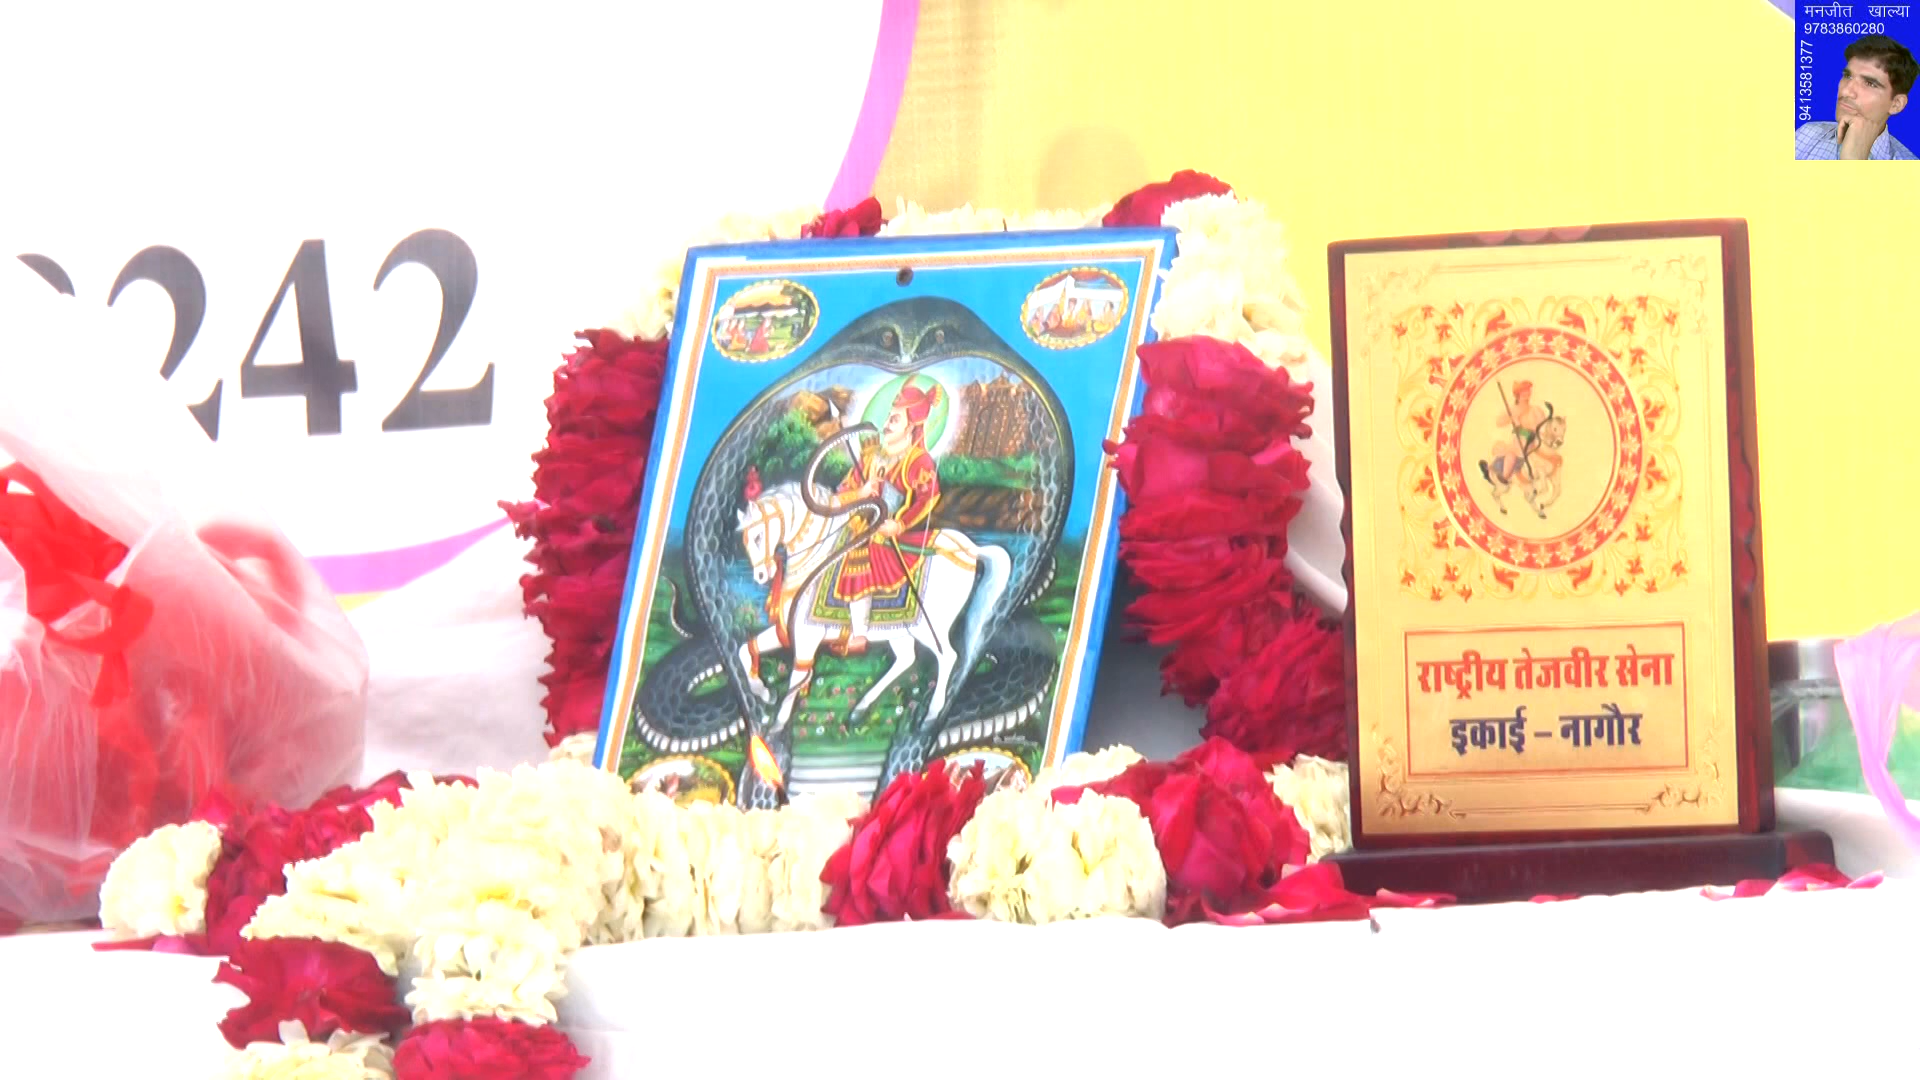 मनजीत खाल्या
9783860280
9413581377
242
राष्ट्रीय तेजवीर सेना
इकाई – नागौर